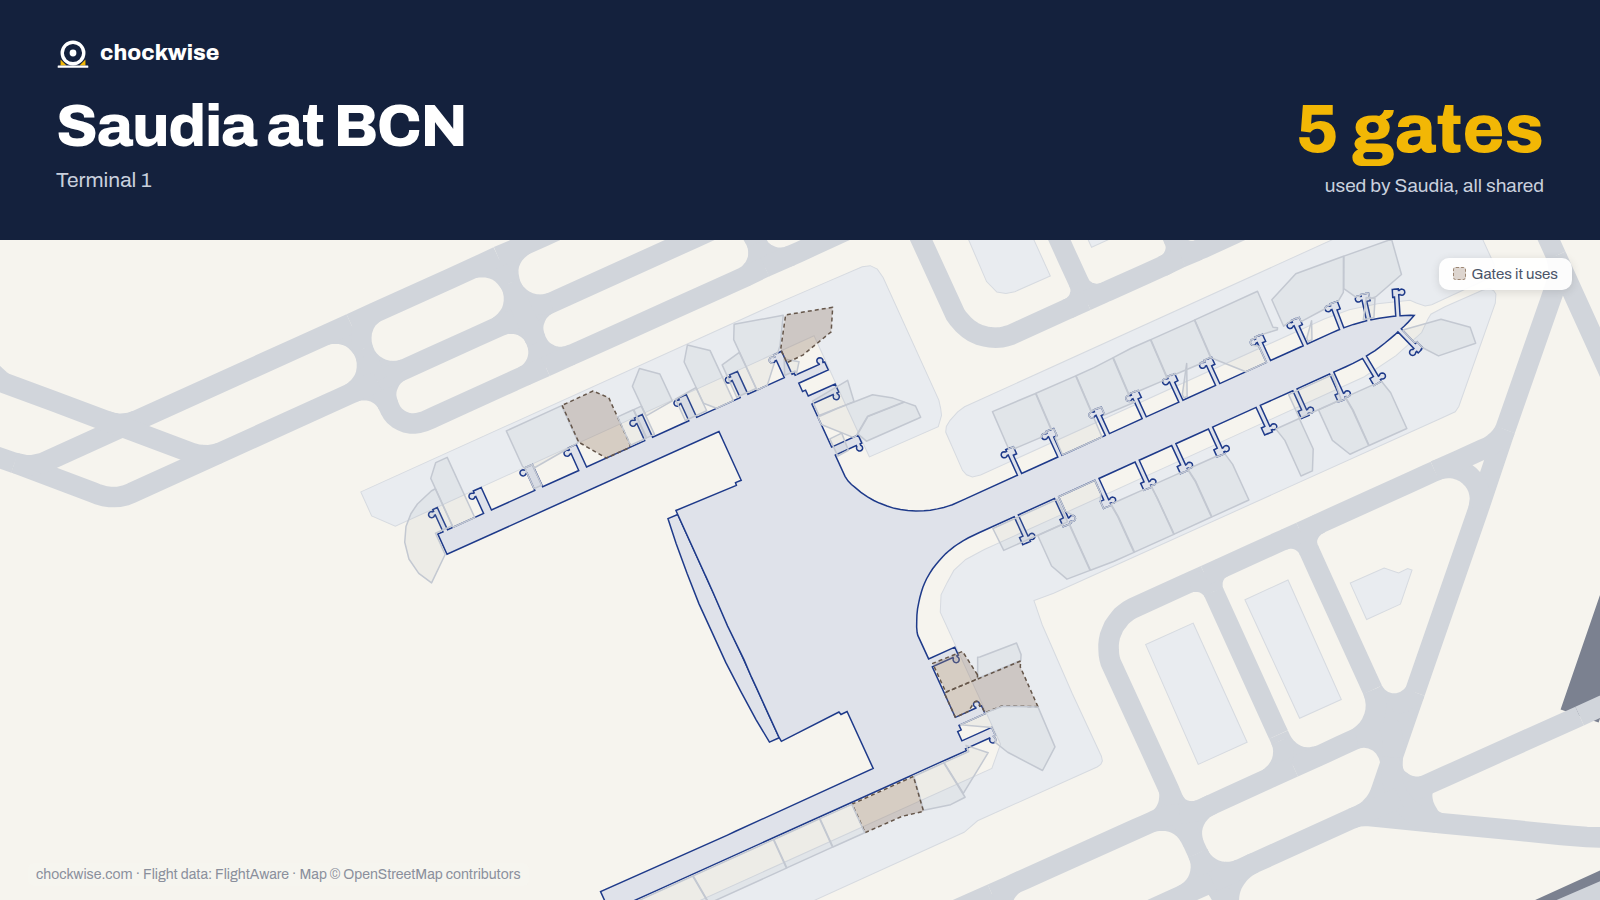 chockwise
Saudia at BCN
Terminal 1
5 gates
used by Saudia, all shared
Gates it uses
chockwise.com · Flight data: FlightAware · Map © OpenStreetMap contributors